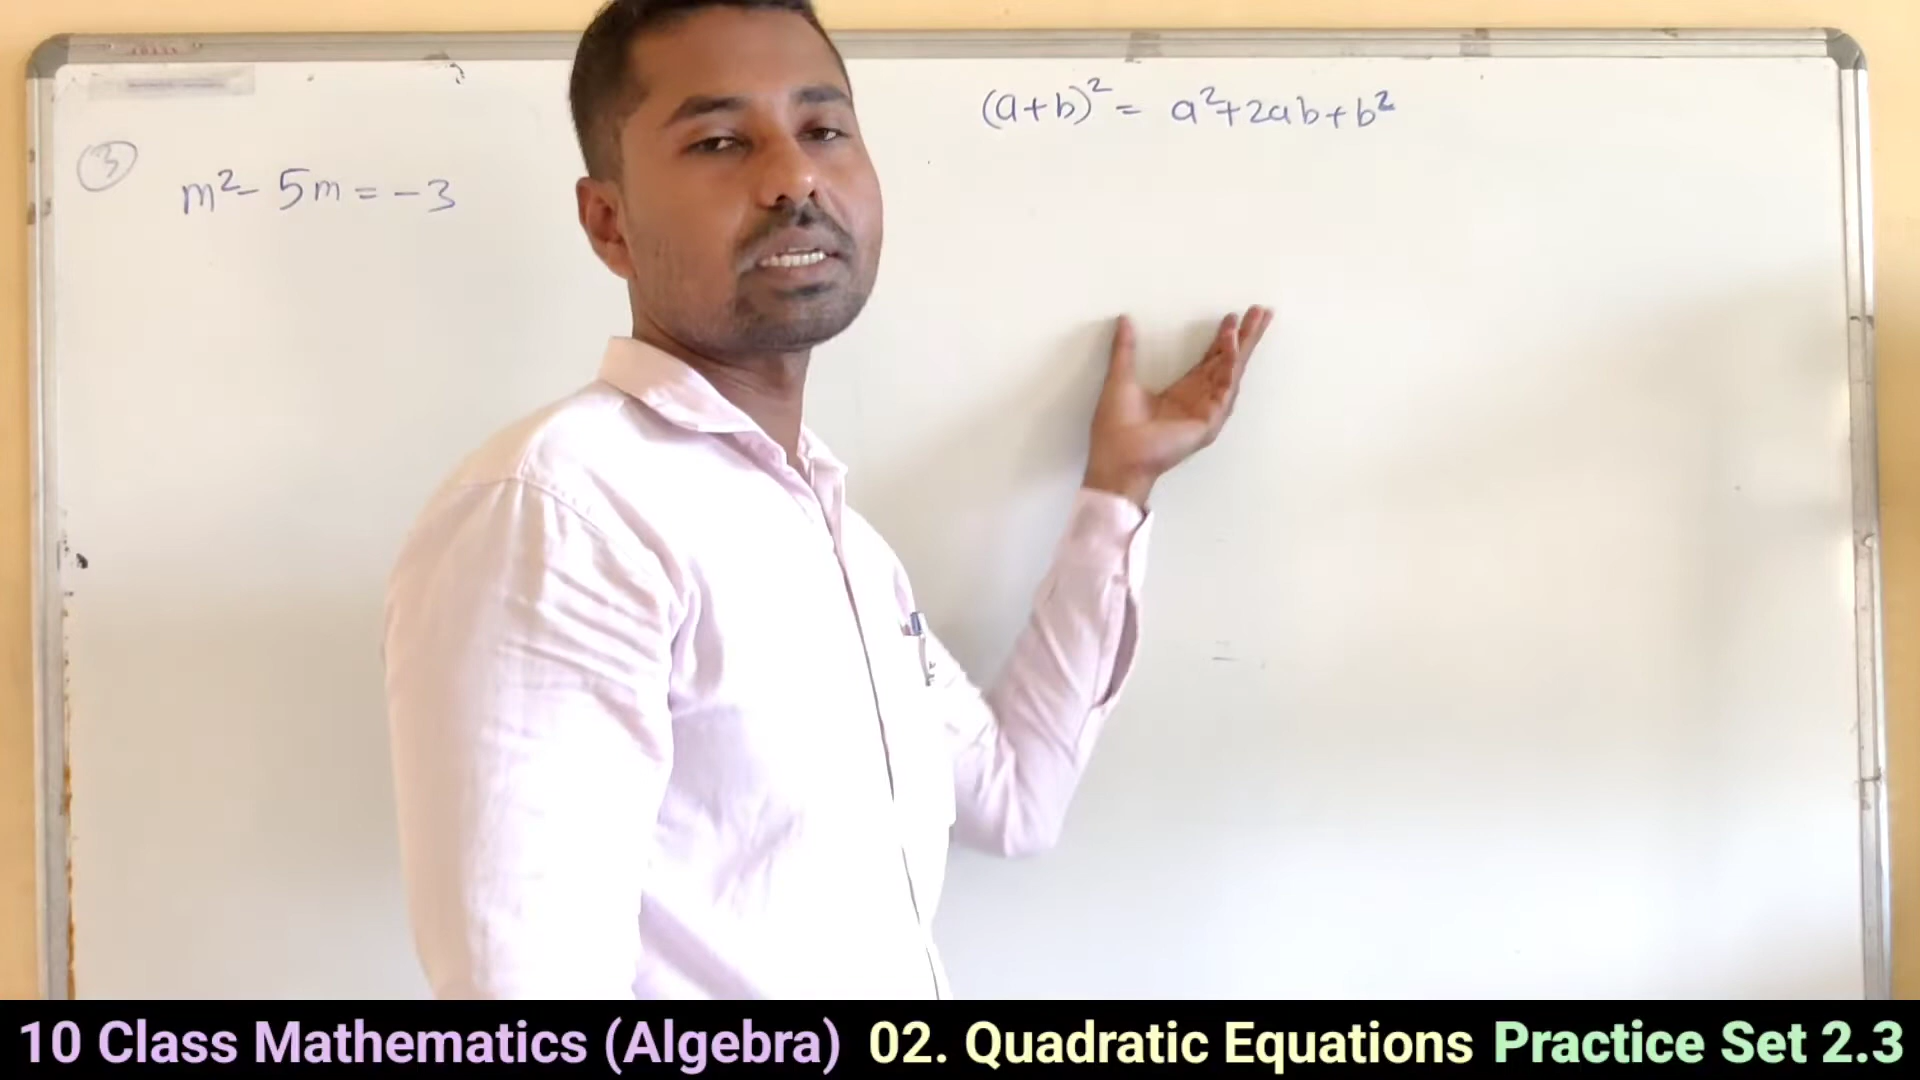 (a+b)² = a²+2ab+b²
③
m²- 5m = -3
10 Class Mathematics (Algebra) 02. Quadratic Equations Practice Set 2.3